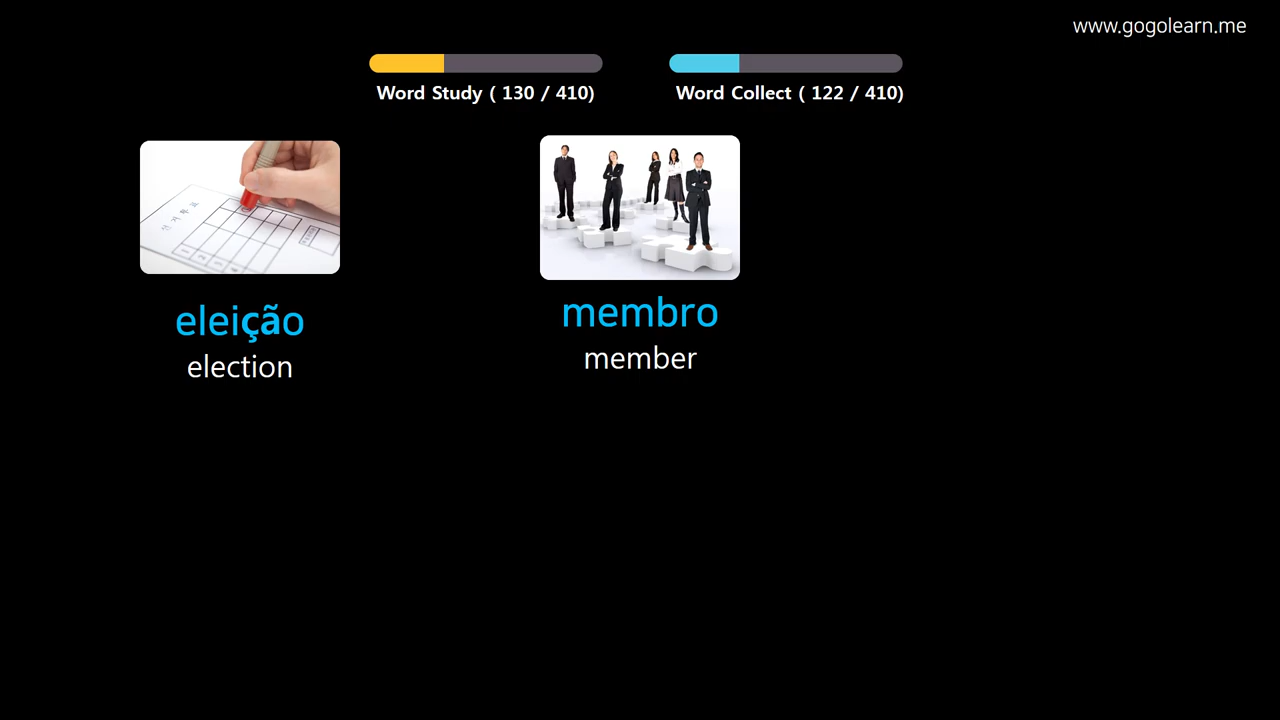 www.gogolearn.me
Word Study ( 130 / 410)
Word Collect ( 122 / 410)
eleição
election
membro
member